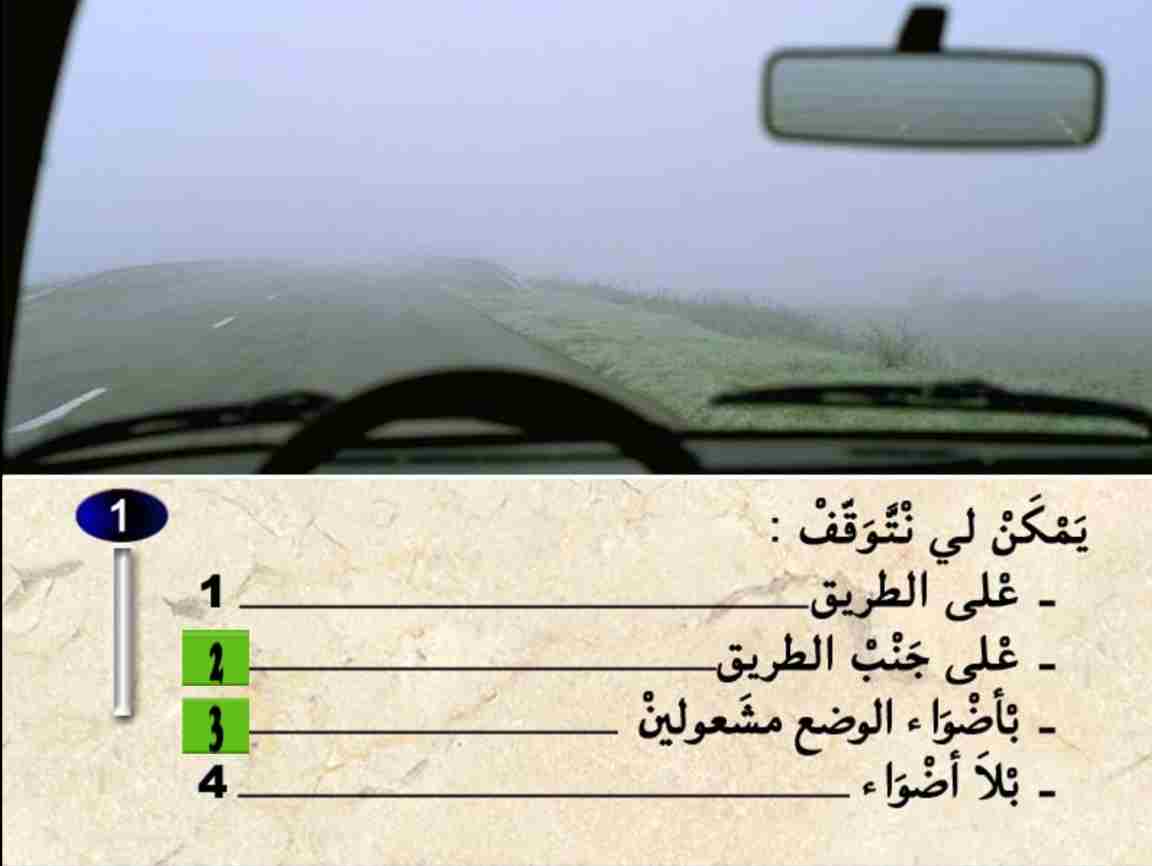 1
يَمْكَنْ لي نْتَّوَقَّفْ :
ـ عْلى الطريق 1
ـ عْلى جَنْبْ الطريق 2
ـ بْأضْوَاء الوضع مشَعولينْ 3
ـ بْلاَ أضْوَاء 4